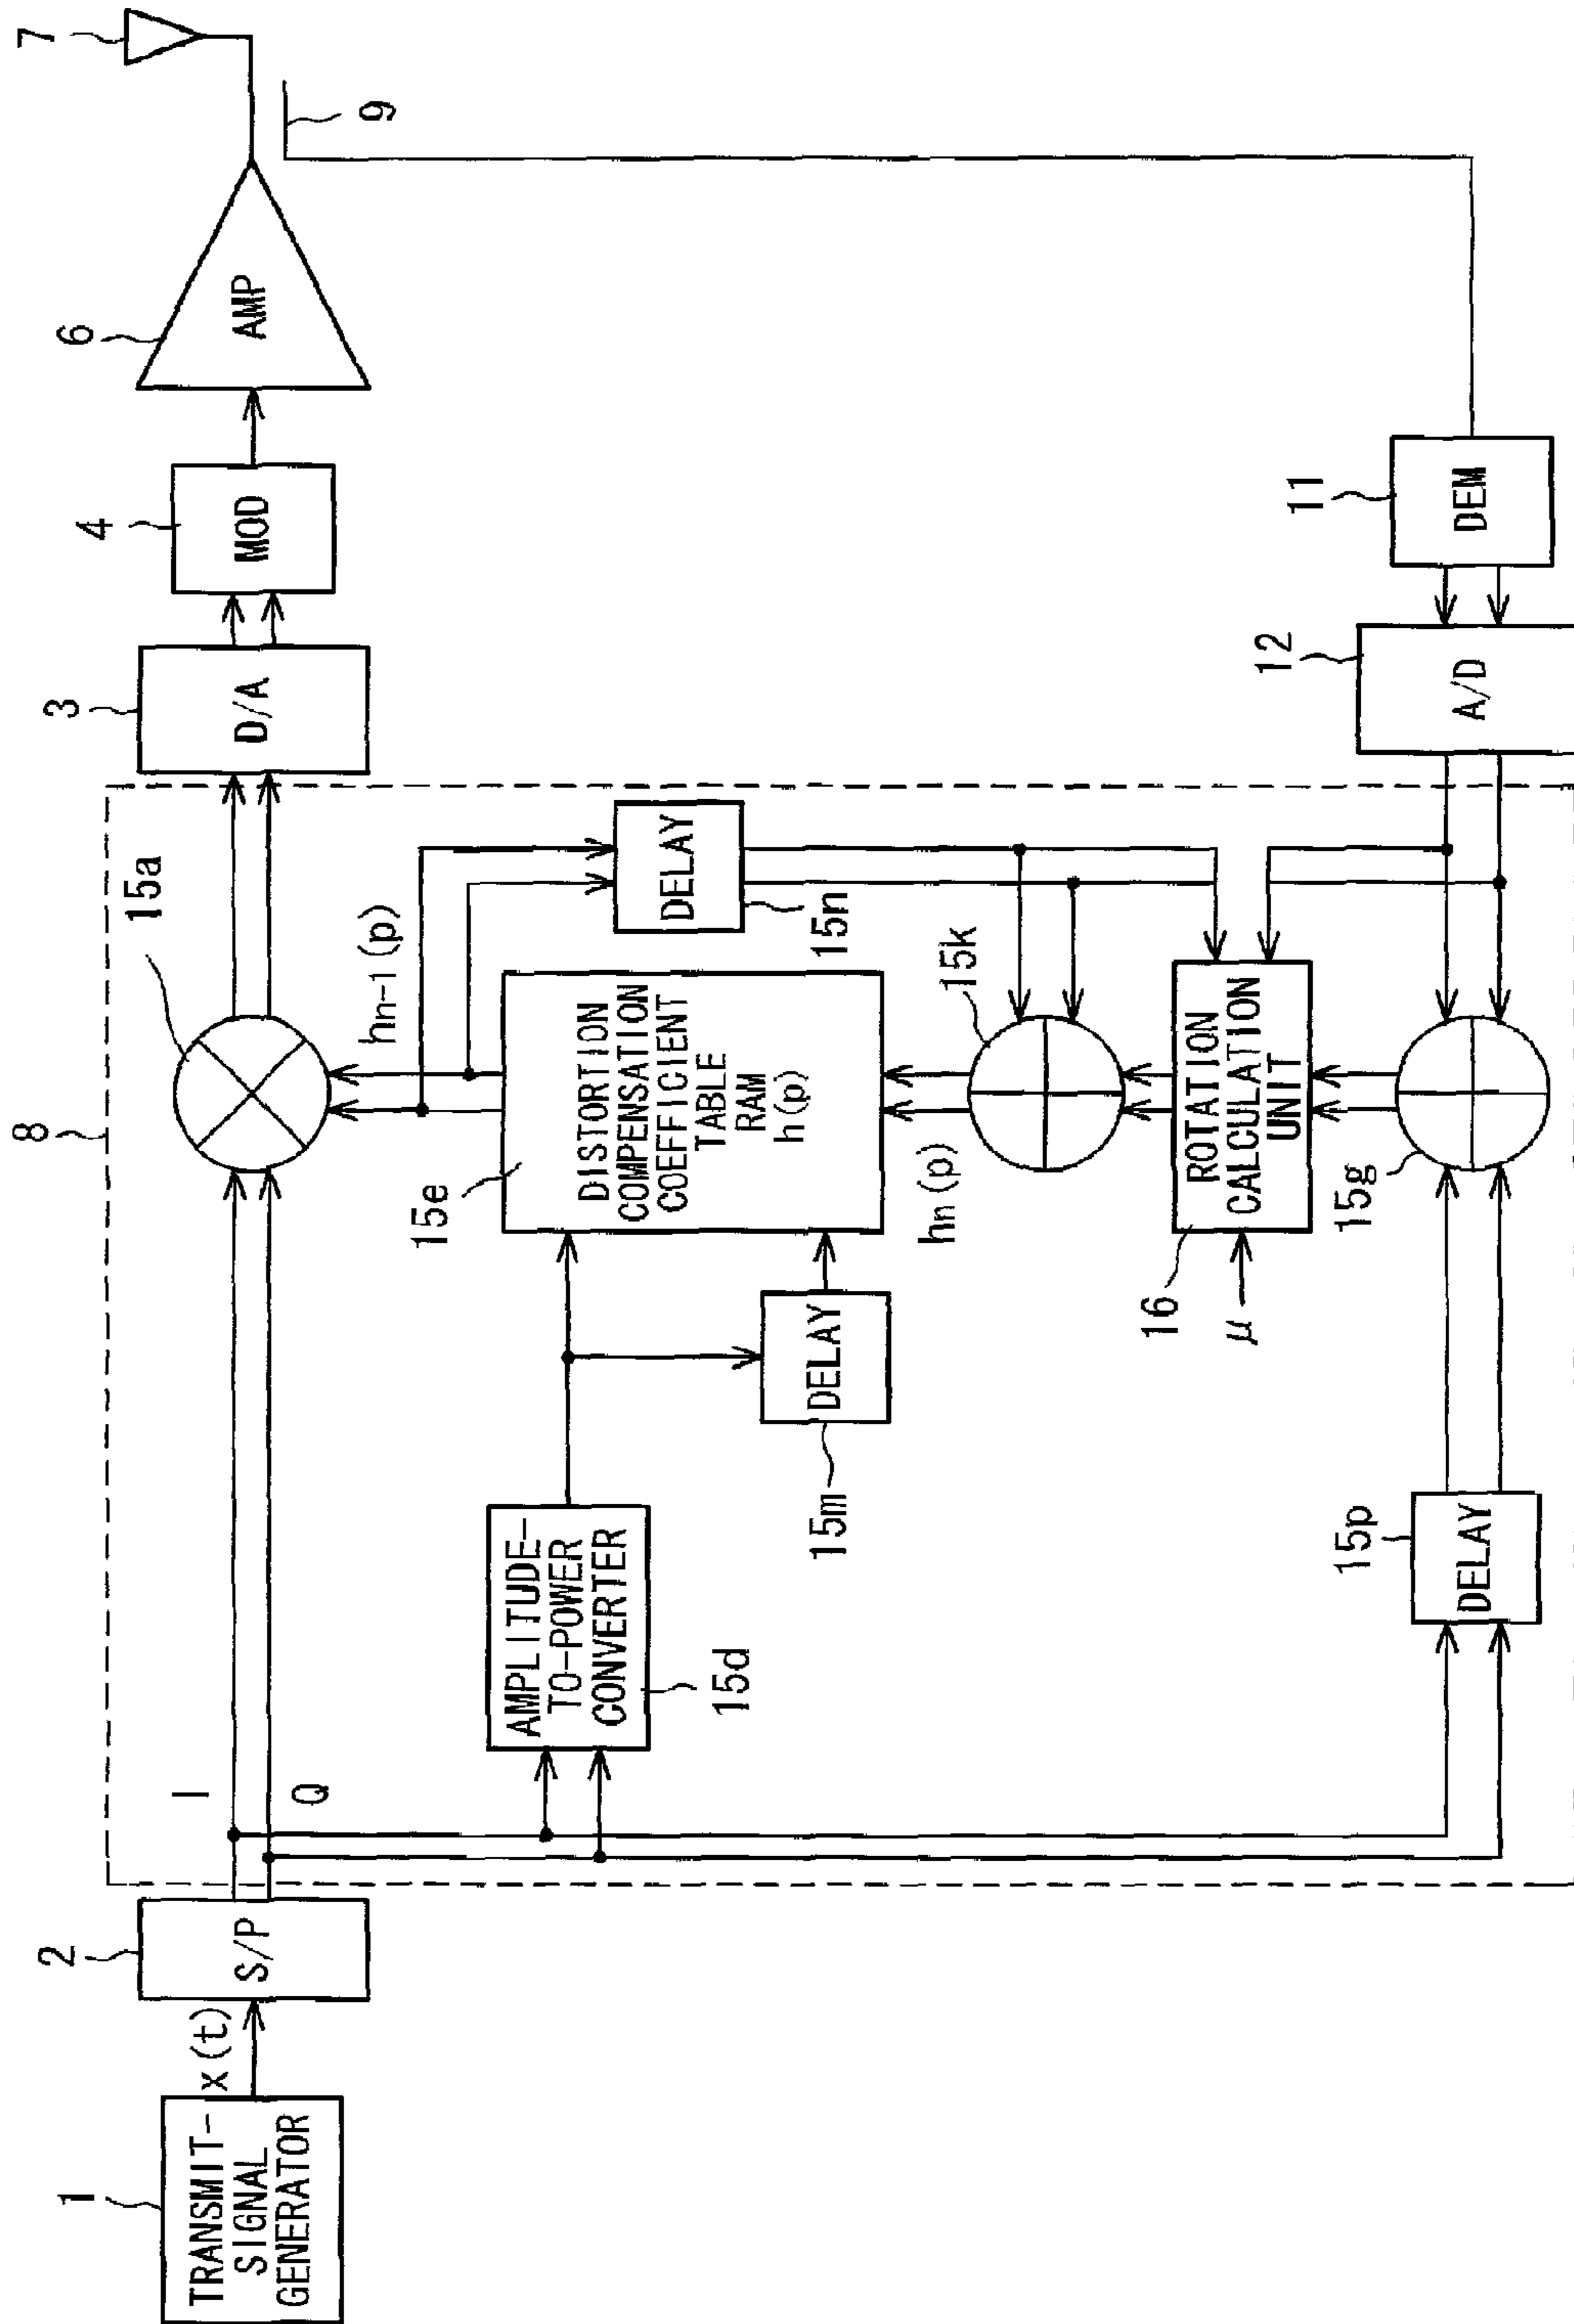 1
TRANSMIT-
SIGNAL
GENERATOR
x(t)
2
S/P
I
Q
8
15a
3
D/A
4
MOD
6
AMP
7
9
hn-1(p)
AMPLITUDE-
TO-POWER
CONVERTER
15d
15e
DISTORTION
COMPENSATION
COEFFICIENT
TABLE
RAM
h(p)
DELAY
15n
DELAY
15m
hn(p)
15k
16
μ
ROTATION
CALCULATION
UNIT
15p
DELAY
15g
12
A/D
11
DEM